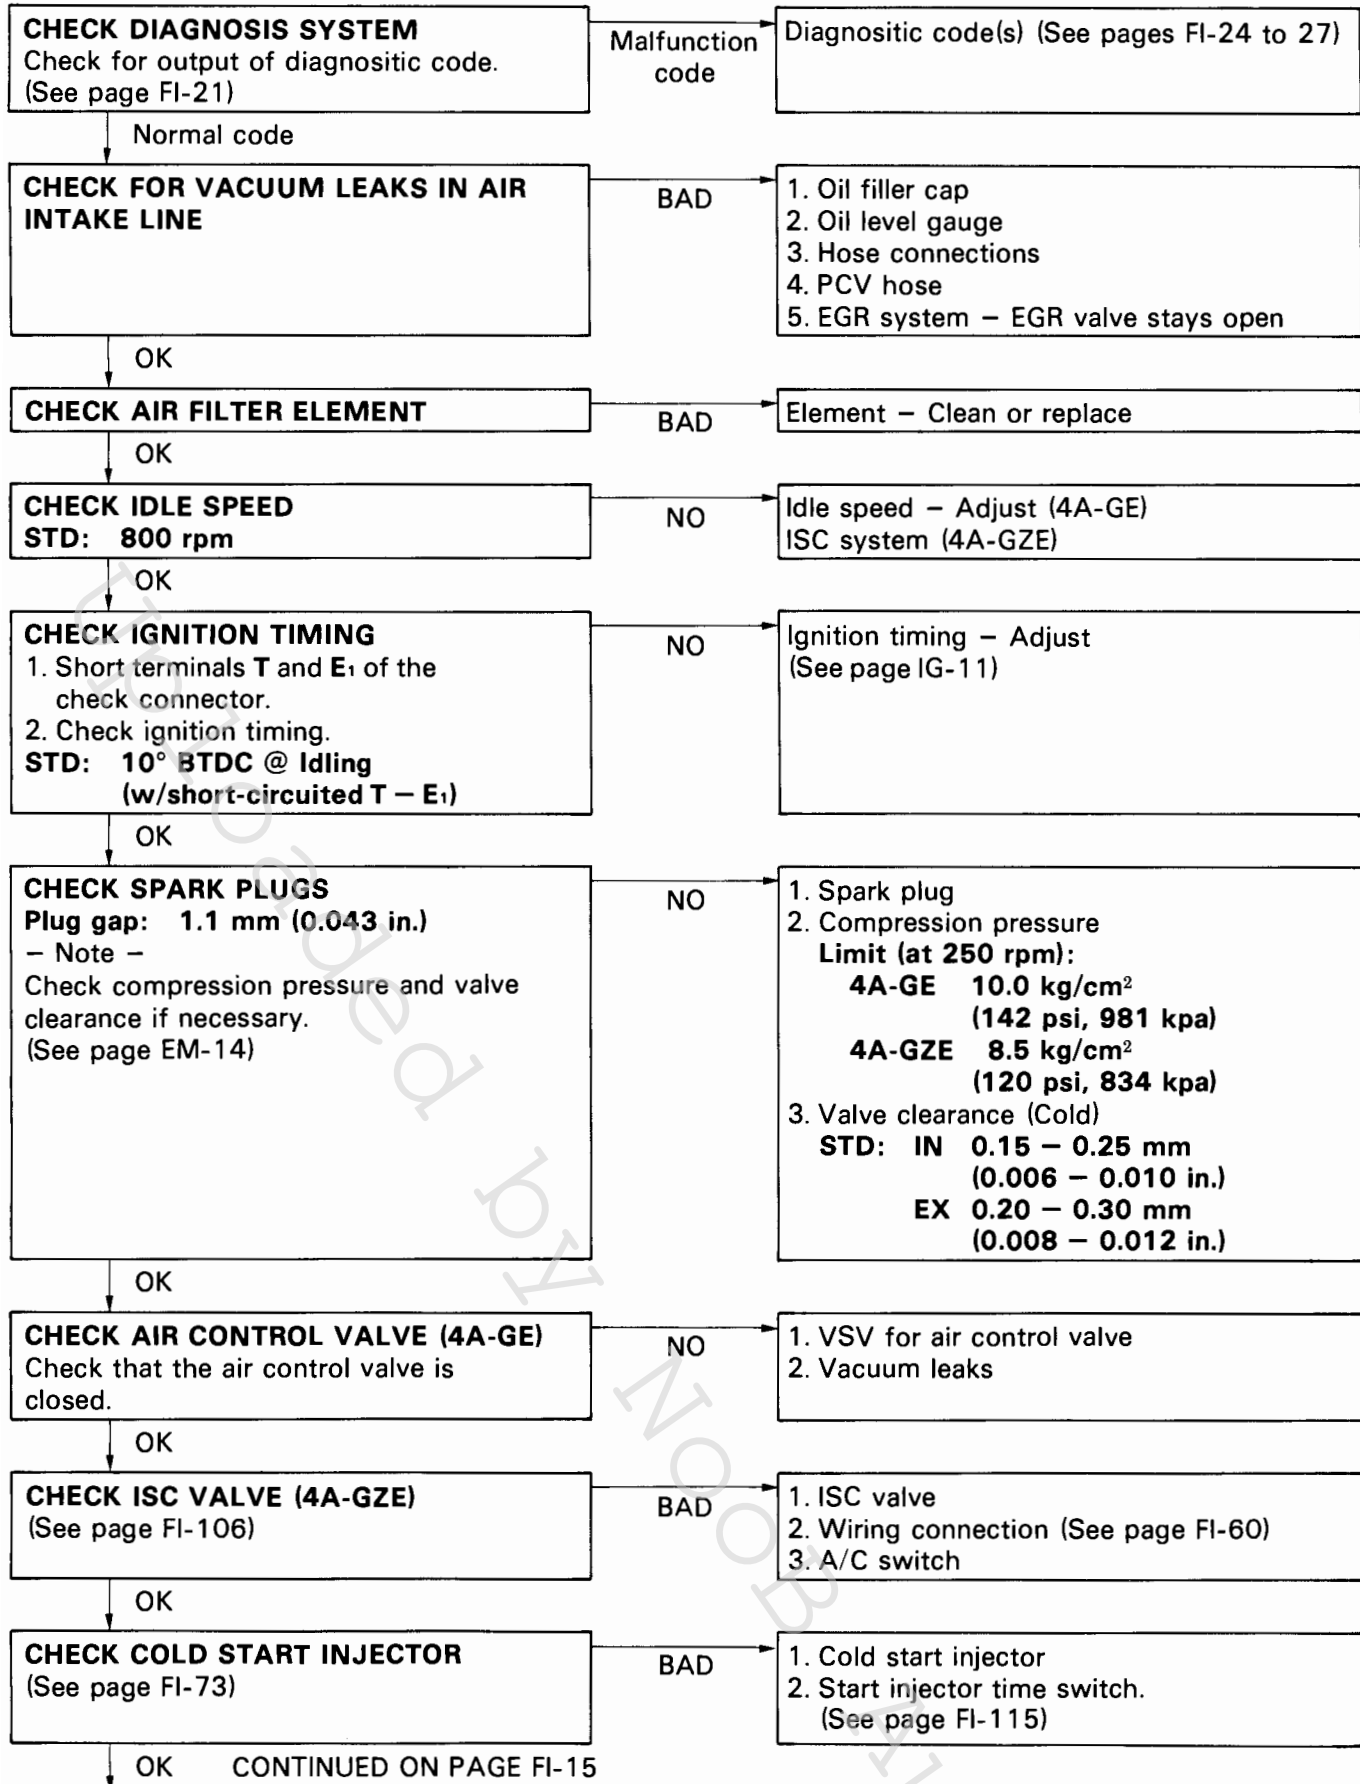 CHECK DIAGNOSIS SYSTEM
Check for output of diagnositic code.
(See page FI-21)
Malfunction
code
Diagnositic code(s) (See pages FI-24 to 27)
Normal code
CHECK FOR VACUUM LEAKS IN AIR
INTAKE LINE
BAD
1. Oil filler cap
2. Oil level gauge
3. Hose connections
4. PCV hose
5. EGR system – EGR valve stays open
OK
CHECK AIR FILTER ELEMENT
BAD
Element – Clean or replace
OK
CHECK IDLE SPEED
STD: 800 rpm
NO
Idle speed – Adjust (4A-GE)
ISC system (4A-GZE)
OK
CHECK IGNITION TIMING
1. Short terminals T and E₁ of the
check connector.
2. Check ignition timing.
STD: 10° BTDC @ Idling
(w/short-circuited T – E₁)
NO
Ignition timing – Adjust
(See page IG-11)
OK
CHECK SPARK PLUGS
Plug gap: 1.1 mm (0.043 in.)
– Note –
Check compression pressure and valve
clearance if necessary.
(See page EM-14)
NO
1. Spark plug
2. Compression pressure
Limit (at 250 rpm):
4A-GE 10.0 kg/cm²
(142 psi, 981 kpa)
4A-GZE 8.5 kg/cm²
(120 psi, 834 kpa)
3. Valve clearance (Cold)
STD: IN 0.15 – 0.25 mm
(0.006 – 0.010 in.)
EX 0.20 – 0.30 mm
(0.008 – 0.012 in.)
OK
CHECK AIR CONTROL VALVE (4A-GE)
Check that the air control valve is
closed.
NO
1. VSV for air control valve
2. Vacuum leaks
OK
CHECK ISC VALVE (4A-GZE)
(See page FI-106)
BAD
1. ISC valve
2. Wiring connection (See page FI-60)
3. A/C switch
OK
CHECK COLD START INJECTOR
(See page FI-73)
BAD
1. Cold start injector
2. Start injector time switch.
(See page FI-115)
OK CONTINUED ON PAGE FI-15
Uploaded by NooB